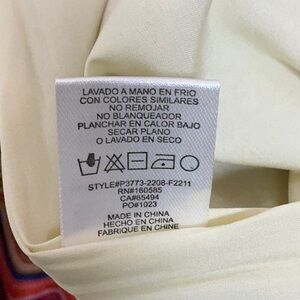 LAVADO A MANO EN FRIO
CON COLORES SIMILARES
NO REMOJAR
NO BLANQUEADOR
PLANCHAR EN CALOR BAJO
SECAR PLANO
O LAVADO EN SECO
STYLE#P3773-2208-F2211
RN#160585
CA#65494
PO#1023
MADE IN CHINA
HECHO EN CHINA
FABRIQUE EN CHINE